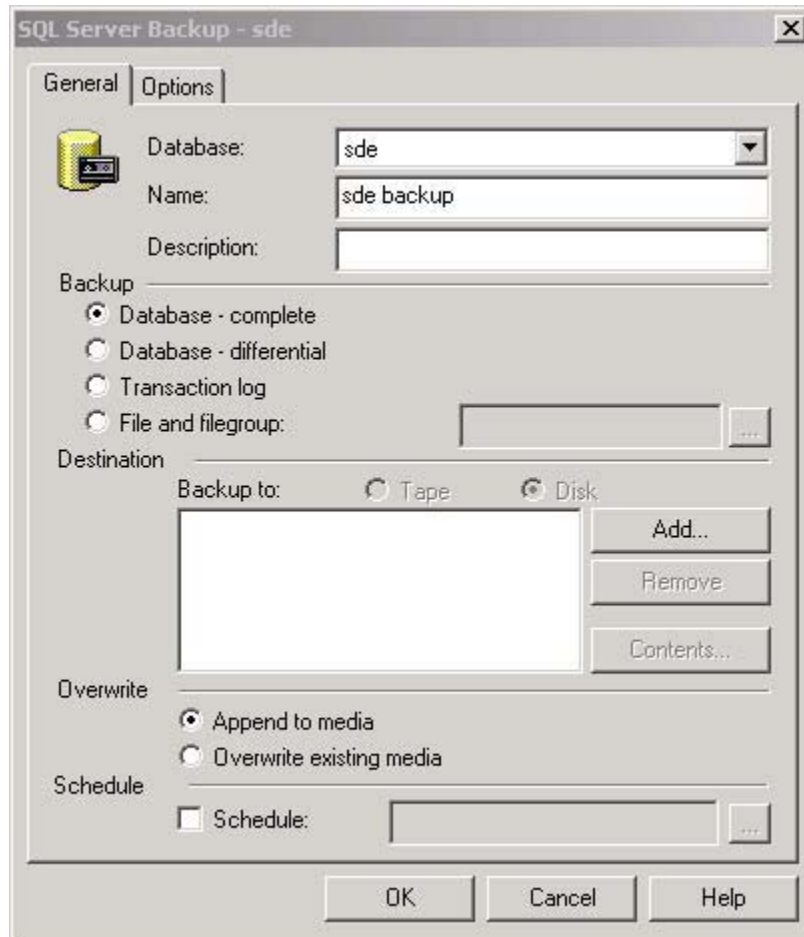 SQL Server Backup - sde
General Options
Database: sde
Name: sde backup
Description:
Backup
Database - complete
Database - differential
Transaction log
File and filegroup: ...
Destination
Backup to: Tape Disk
Add...
Remove
Contents...
Overwrite
Append to media
Overwrite existing media
Schedule
Schedule: ...
OK Cancel Help